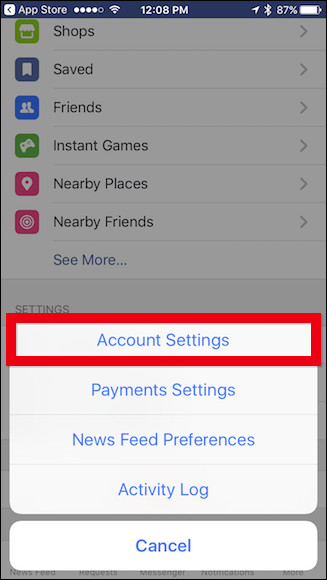 App Store 12:08 PM 87%
Shops
Saved
Friends
Instant Games
Nearby Places
Nearby Friends
See More...
SETTINGS
Account Settings
Payments Settings
News Feed Preferences
Activity Log
Cancel
News Feed Requests Messenger Notifications More